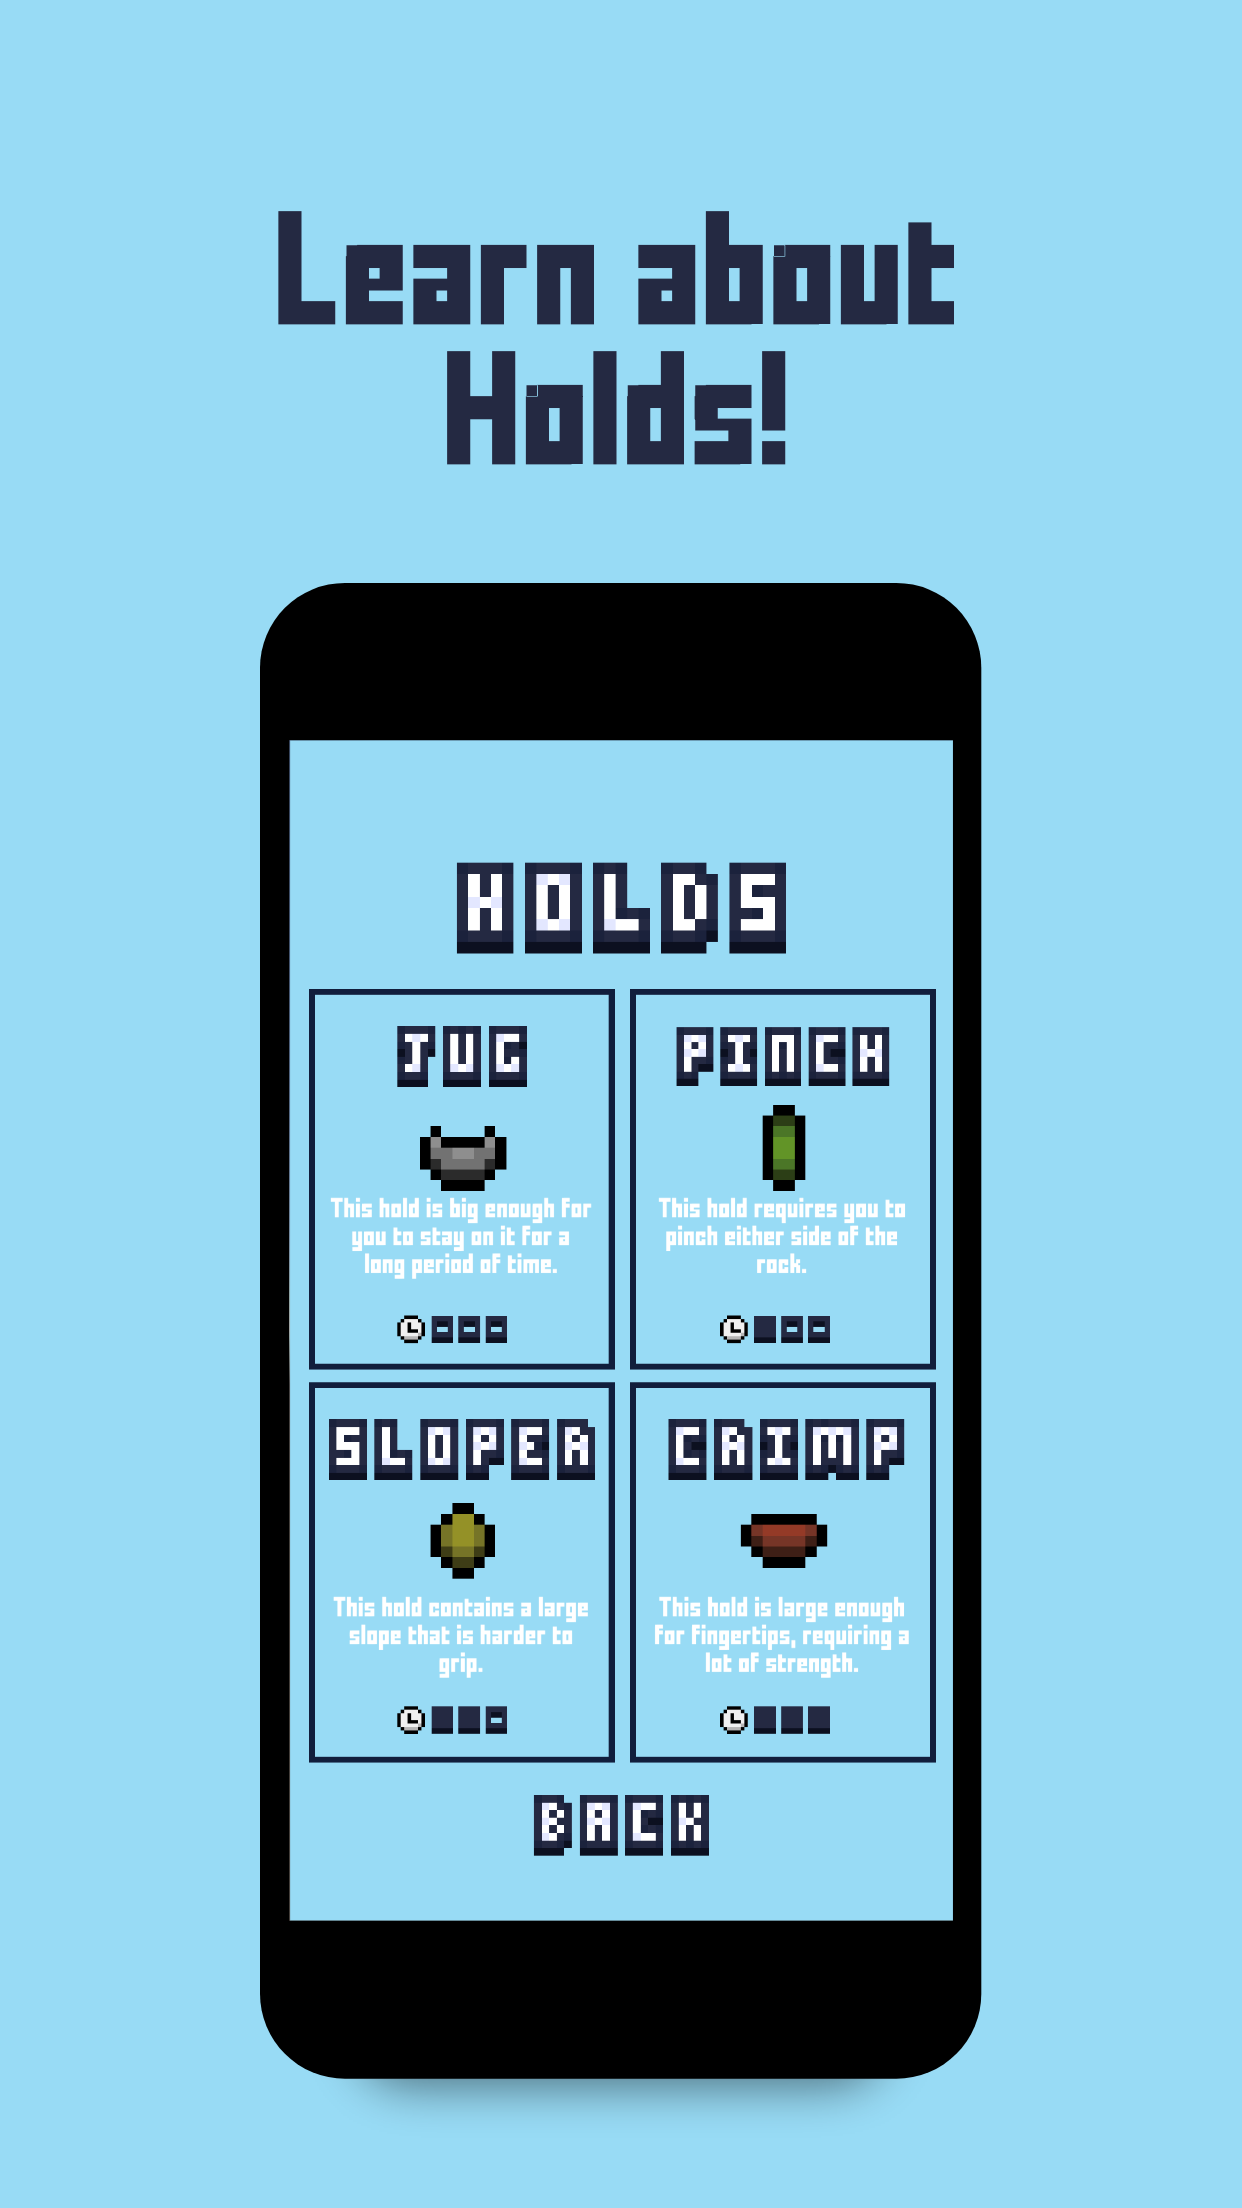 Learn about
Holds!
HOLDS
JUG
This hold is big enough for
you to stay on it for a
long period of time.
PINCH
This hold requires you to
pinch either side of the
rock.
SLOPER
This hold contains a large
slope that is harder to
grip.
CRIMP
This hold is large enough
for fingertips, requiring a
lot of strength.
BACK